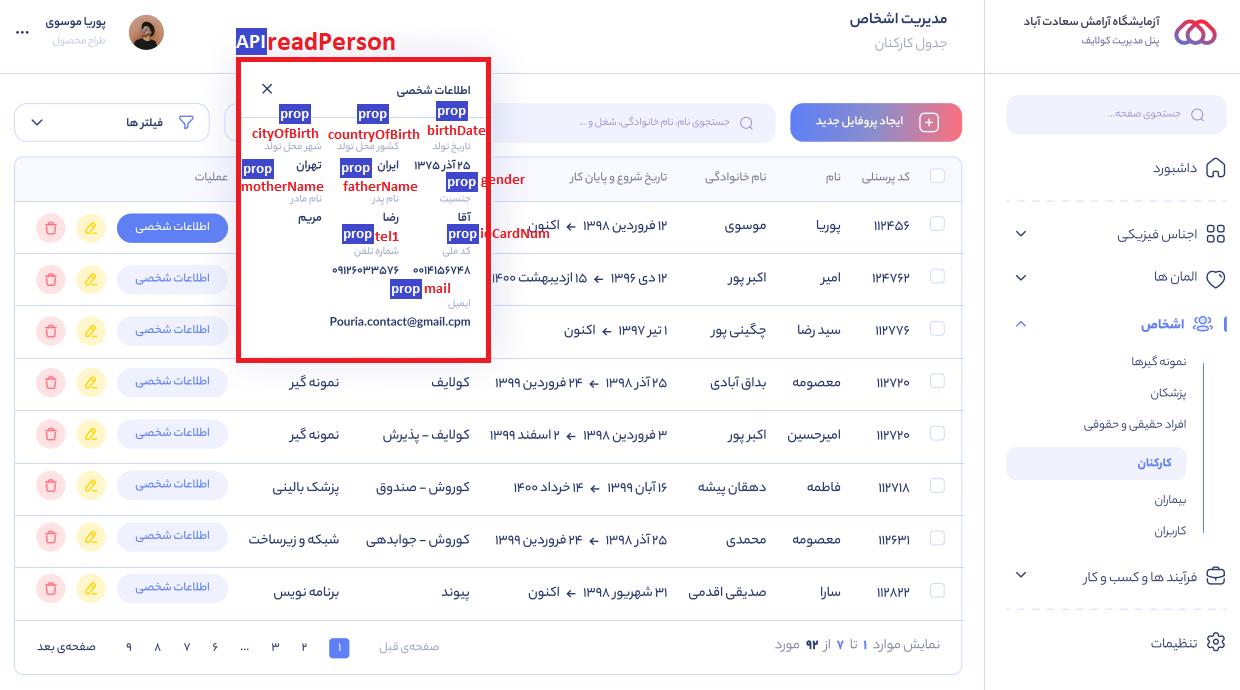 آزمایشگاه آرامش سعادت آباد
پنل مدیریت کولایف
مدیریت اشخاص
جدول کارکنان
پوریا موسوی
طراح محصول
...
API readPerson
جستجوی صفحه...
داشبورد
اجناس فیزیکی
المان ها
اشخاص
نمونه گیرها
پزشکان
افراد حقیقی و حقوقی
کارکنان
بیماران
کاربران
فرآیند ها و کسب و کار
تنظیمات
ایجاد پروفایل جدید
جستجوی نام، نام خانوادگی، شغل و ...
فیلتر ها
اطلاعات شخصی
prop birthDate
prop countryOfBirth
prop cityOfBirth
تاریخ تولد کشور محل تولد شهر محل تولد
۲۵ آذر ۱۳۷۵ ایران تهران
prop gender
prop fatherName
prop motherName
جنسیت نام پدر نام مادر
آقا رضا مریم
prop idCardNum
prop tel1
کد ملی شماره تلفن
۰۰۱۴۱۵۶۷۴۸ ۰۹۱۲۶۰۳۳۵۷۶
prop mail
ایمیل
Pouria.contact@gmail.cpm
کد پرسنلی نام نام خانوادگی تاریخ شروع و پایان کار عملیات
۱۱۲۴۵۶ پوریا موسوی ۱۲ فروردین ۱۳۹۸ ← اکنون اطلاعات شخصی
۱۲۴۷۶۲ امیر اکبر پور ۱۲ دی ۱۳۹۶ ← ۱۵ اردیبهشت ۱۴۰۰ اطلاعات شخصی
۱۱۲۷۷۶ سید رضا چگینی پور ۱ تیر ۱۳۹۷ ← اکنون اطلاعات شخصی
۱۱۲۷۲۰ معصومه بداق آبادی ۲۵ آذر ۱۳۹۸ ← ۲۴ فروردین ۱۳۹۹ کولایف نمونه گیر اطلاعات شخصی
۱۱۲۷۲۰ امیرحسین اکبر پور ۳ فروردین ۱۳۹۸ ← ۲ اسفند ۱۳۹۹ کولایف - پذیرش نمونه گیر اطلاعات شخصی
۱۱۲۷۱۸ فاطمه دهقان پیشه ۱۶ آبان ۱۳۹۹ ← ۱۴ خرداد ۱۴۰۰ کوروش - صندوق پزشک بالینی اطلاعات شخصی
۱۱۲۶۳۱ معصومه محمدی ۲۵ آذر ۱۳۹۸ ← ۲۴ فروردین ۱۳۹۹ کوروش - جوابدهی شبکه و زیرساخت اطلاعات شخصی
۱۱۲۸۲۲ سارا صدیقی اقدمی ۳۱ شهریور ۱۳۹۸ ← اکنون پیوند برنامه نویس اطلاعات شخصی
نمایش موارد ۱ تا ۷ از ۹۲ مورد
صفحه‌ی قبل ۱ ۲ ۳ ... ۶ ۷ ۸ ۹ صفحه‌ی بعد